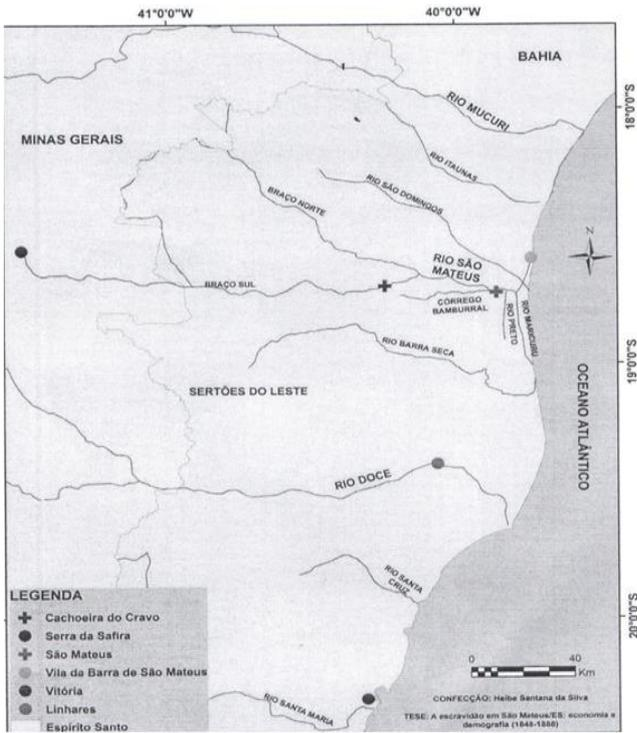 41°0'0"W
40°0'0"W
BAHIA
18°0'0"S
RIO MUCURI
MINAS GERAIS
RIO ITAUNAS
RIO SÃO DOMINGOS
BRAÇO NORTE
N
RIO SÃO
MATEUS
BRAÇO SUL
CÓRREGO
BAMBURRAL
RIO PRETO
RIO MARICURU
RIO BARRA SECA
19°0'0"S
SERTÕES DO LESTE
OCEANO ATLÂNTICO
RIO DOCE
RIO SANTA
CRUZ
20°0'0"S
LEGENDA
Cachoeira do Cravo
Serra da Safira
São Mateus
Vila da Barra de São Mateus
Vitória
Linhares
Espírito Santo
RIO SANTA MARIA
0 40
Km
CONFECÇÃO: Heibe Santana da Silva
TESE: A escravidão em São Mateus/ES: economia e
demografia (1848-1888)